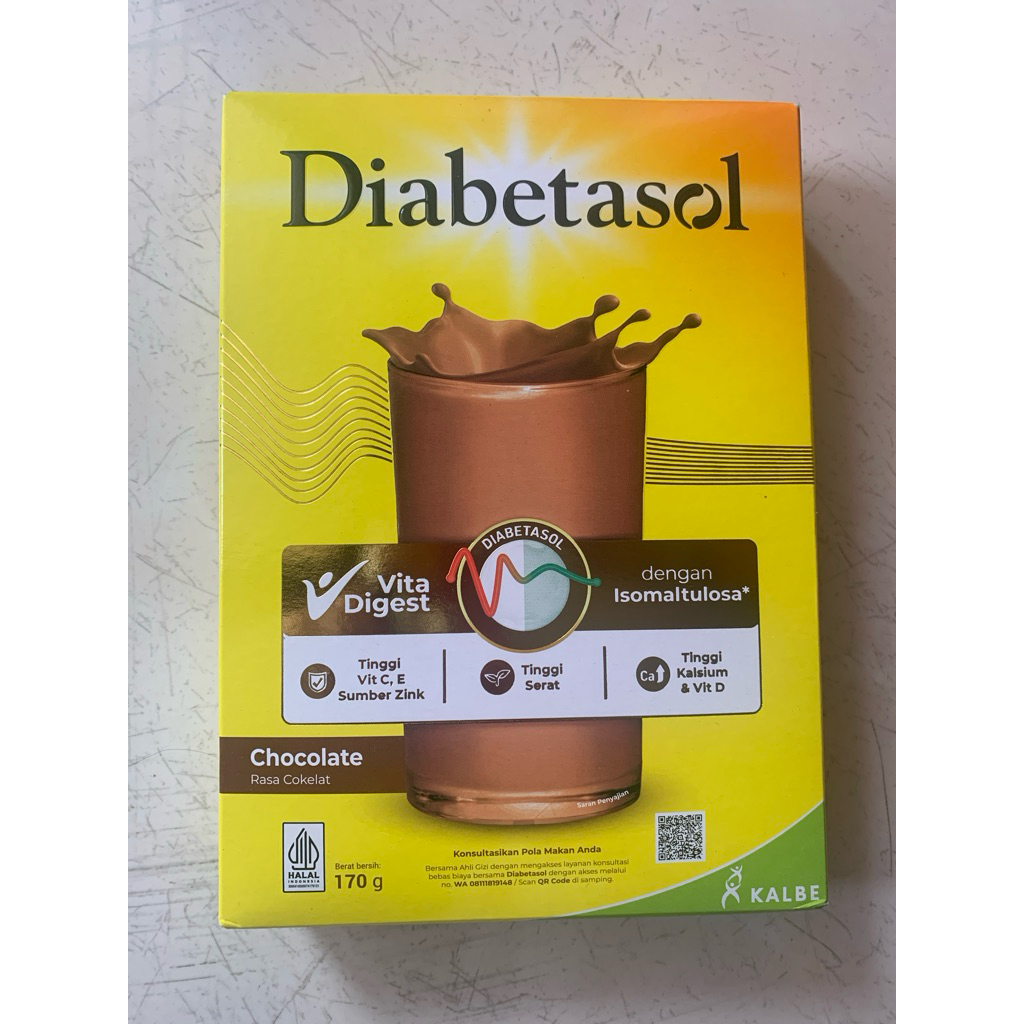 Diabetasol
DIABETASOL
Vita
Digest
dengan
Isomaltulosa*
Tinggi
Vit C, E
Sumber Zink
Tinggi
Serat
Ca
Tinggi
Kalsium
& Vit D
Chocolate
Rasa Cokelat
Saran Penyajian
HALAL
INDONESIA
Berat bersih:
170 g
Konsultasikan Pola Makan Anda
Bersama Ahli Gizi dengan mengakses layanan konsultasi
bebas biaya bersama Diabetasol dengan akses melalui
no. WA 08111819148 / Scan QR Code di samping.
KALBE